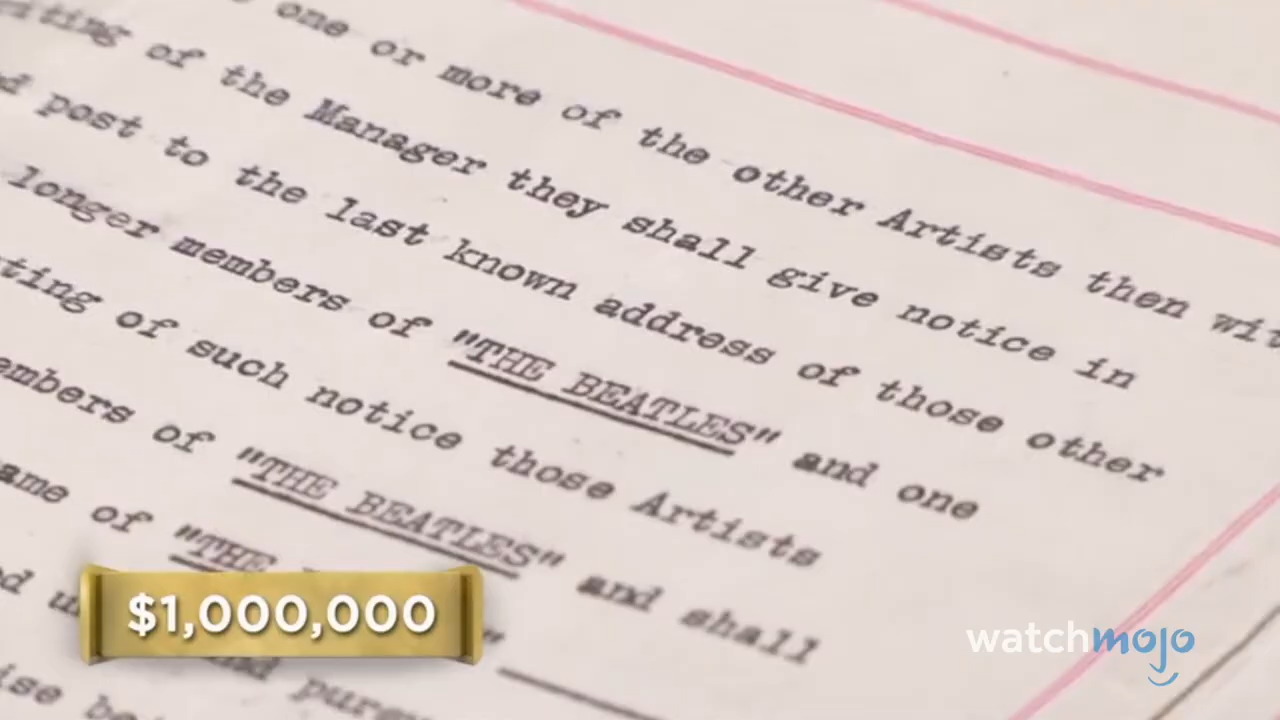 one or more of the other Artists then
of the Manager they shall give notice in
post to the last known address of those other
longer members of "THE BEATLES" and one
of such notice those Artists
of "THE BEATLES" and shall
of "THE
$1,000,000
watchmojo